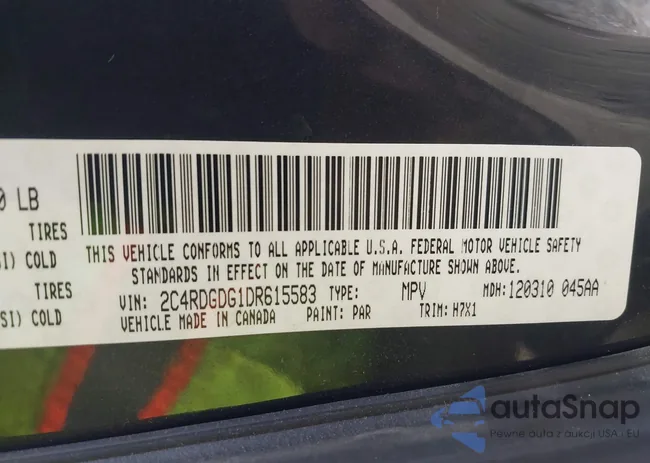 0 LB
TIRES
SI) COLD
TIRES
SI) COLD
THIS VEHICLE CONFORMS TO ALL APPLICABLE U.S.A. FEDERAL MOTOR VEHICLE SAFETY
STANDARDS IN EFFECT ON THE DATE OF MANUFACTURE SHOWN ABOVE.
VIN: 2C4RDGDG1DR615583 TYPE: MPV MDH:120310 045AA
VEHICLE MADE IN CANADA PAINT: PAR TRIM: H7X1
autaSnap
Pewne auta z aukcji USA - EU